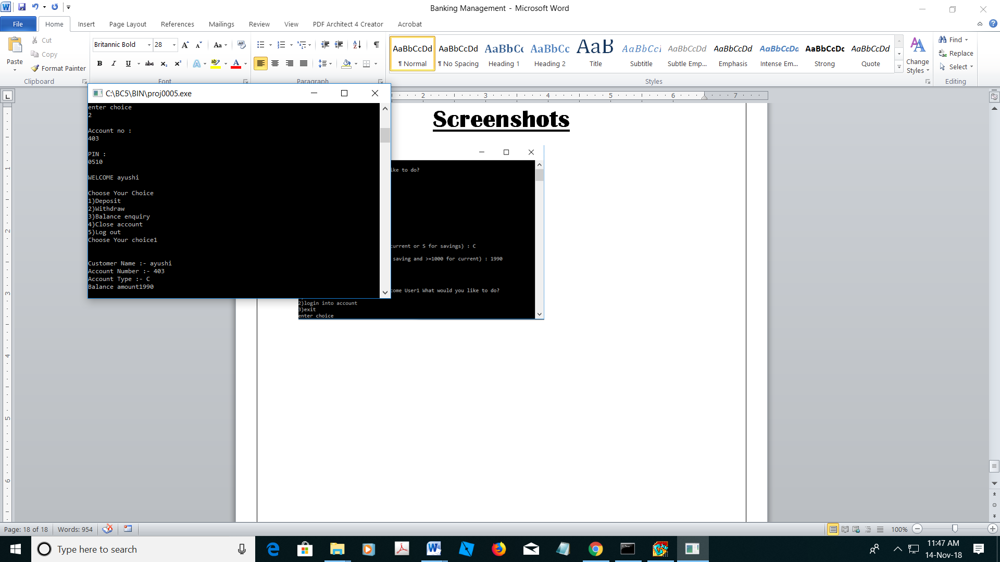 Banking Management - Microsoft Word
File Home Insert Page Layout References Mailings Review View PDF Architect 4 Creator Acrobat
Paste
Cut
Copy
Format Painter
Clipboard
Britannic Bold 28
Font
Paragraph
AaBbCcDd AaBbCcDd AaBbCc AaBbCc AaB AaBbCcI AaBbCcDd AaBbCcDd AaBbCcDd AaBbCcDc AaBbCcDd
¶ Normal ¶ No Spacing Heading 1 Heading 2 Title Subtitle Subtle Emp... Emphasis Intense Em... Strong Quote
Styles
Change
Styles
Find
Replace
Select
Editing
C:\BC5\BIN\proj0005.exe
enter choice
2
Account no :
403
PIN :
0510
WELCOME ayushi
Choose Your Choice
1)Deposit
2)Withdraw
3)Balance enquiry
4)Close account
5)Log out
Choose Your choice1
Customer Name :- ayushi
Account Number :- 403
Account Type :- C
Balance amount1990
2 3 4 5 6 7
1
2
3
4
5
6
Screenshots
ike to do?
current or S for savings) : C
saving and >=1000 for current) : 1990
come User1 What would you like to do?
2)login into account
3)exit
enter choice
Page: 18 of 18 Words: 954 100%
Type here to search
11:47 AM
14-Nov-18